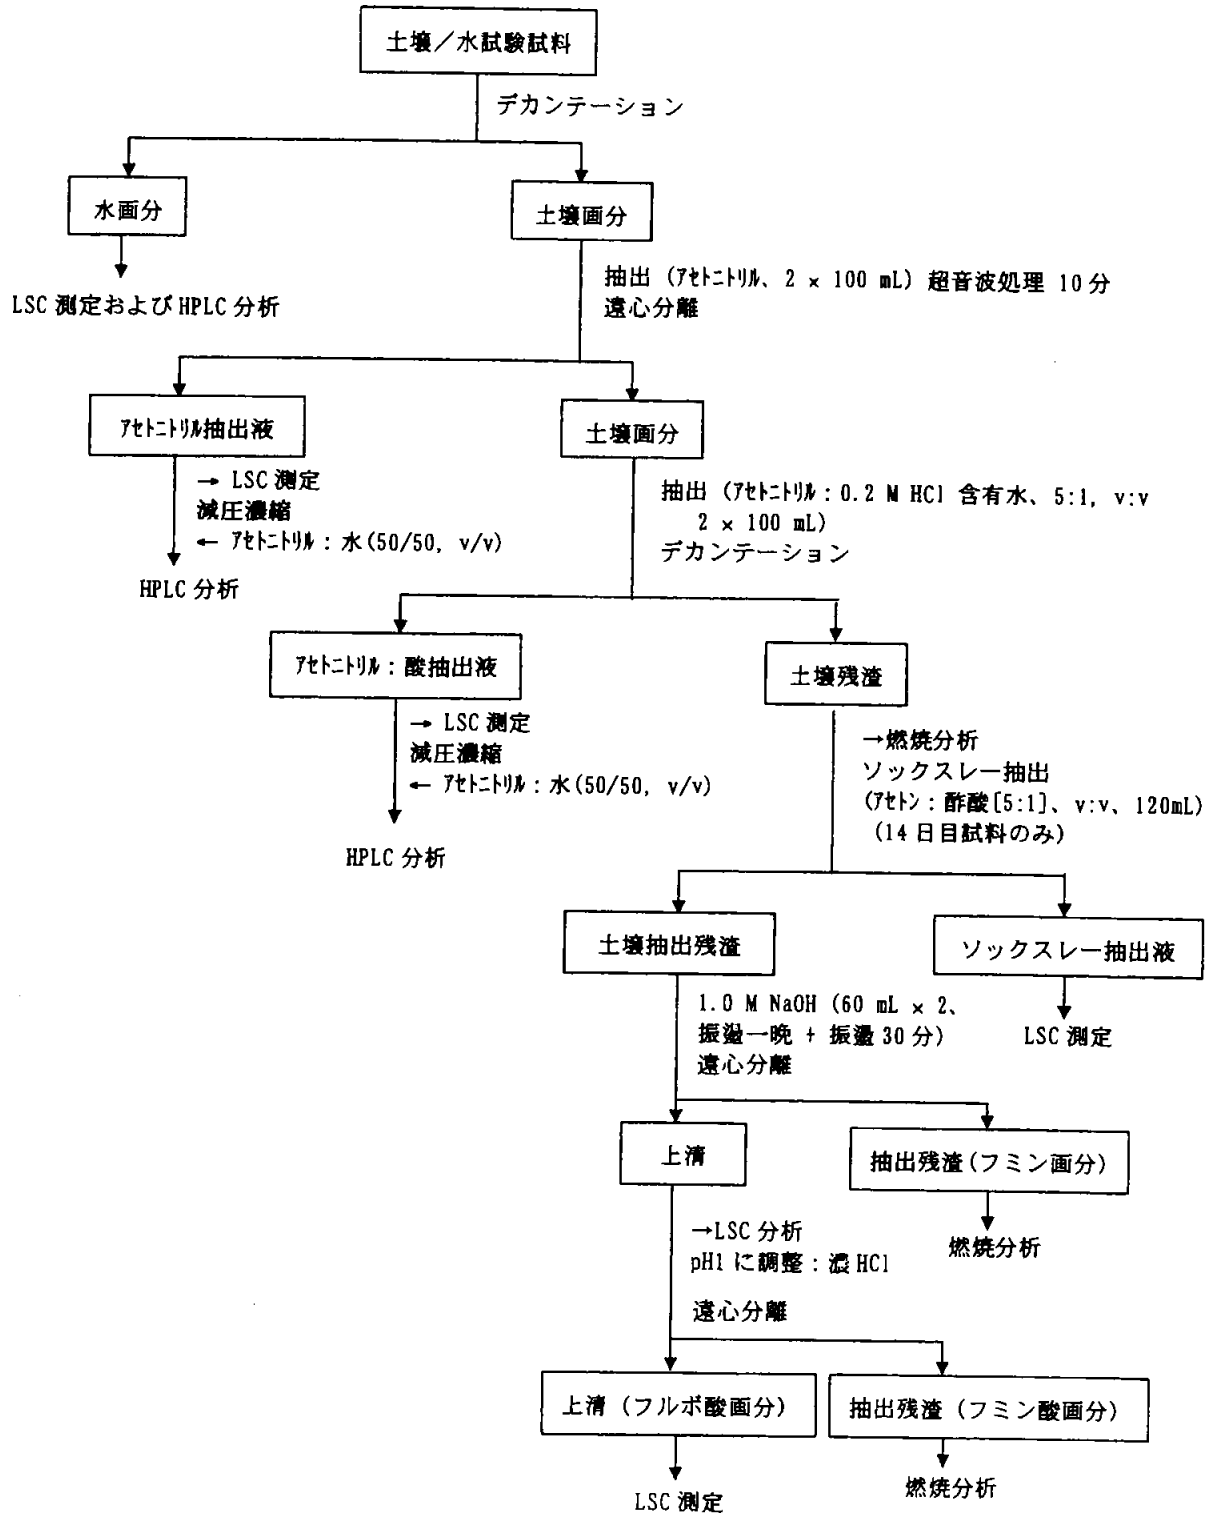 土壌／水試験試料
デカンテーション
水画分
土壌画分
LSC 測定および HPLC 分析
抽出 (ｱｾﾄﾆﾄﾘﾙ、2 × 100 mL) 超音波処理 10分
遠心分離
ｱｾﾄﾆﾄﾘﾙ抽出液
土壌画分
→ LSC 測定
減圧濃縮
← ｱｾﾄﾆﾄﾘﾙ : 水(50/50, v/v)
HPLC 分析
抽出 (ｱｾﾄﾆﾄﾘﾙ : 0.2 M HCl 含有水、5:1, v:v
2 × 100 mL)
デカンテーション
ｱｾﾄﾆﾄﾘﾙ : 酸抽出液
土壌残渣
→ LSC 測定
減圧濃縮
← ｱｾﾄﾆﾄﾘﾙ : 水(50/50, v/v)
HPLC 分析
→燃焼分析
ソックスレー抽出
(ｱｾﾄﾝ : 酢酸[5:1]、v:v、120mL)
(14 日目試料のみ)
土壌抽出残渣
ソックスレー抽出液
1.0 M NaOH (60 mL × 2、
振盪一晩 + 振盪 30 分)
遠心分離
LSC 測定
上清
抽出残渣(フミン画分)
→LSC 分析
pH1 に調整 : 濃 HCl
遠心分離
燃焼分析
上清 (フルボ酸画分)
抽出残渣 (フミン酸画分)
LSC 測定
燃焼分析